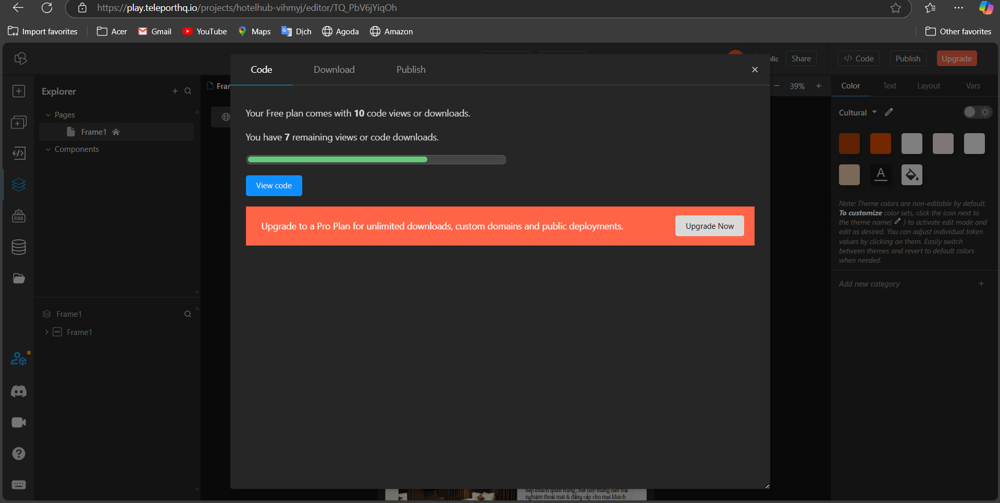 https://play.teleporthq.io/projects/hotelhub-vihmyj/editor/TQ_PbV6jYiqOh
Import favorites
Acer
Gmail
YouTube
Maps
Dịch
Agoda
Amazon
Other favorites
Share
</> Code
Publish
Upgrade
Code
Download
Publish
Explorer
Pages
Frame1
Components
Frame1
Frame1
39%
Your Free plan comes with 10 code views or downloads.
You have 7 remaining views or code downloads.
View code
Upgrade to a Pro Plan for unlimited downloads, custom domains and public deployments.
Upgrade Now
Color
Text
Layout
Vars
Cultural
A
Note: Theme colors are non-editable by default.
To customize color sets, click the icon next to
the theme name( ) to activate edit mode and
edit as desired. You can adjust individual token
values by clicking on them. Easily switch
between themes and revert to default colors
when needed.
Add new category
CSS
tiếp khách quan trọng, nơi đây mang đến trải
nghiệm thoải mái & đẳng cấp cho mọi khách